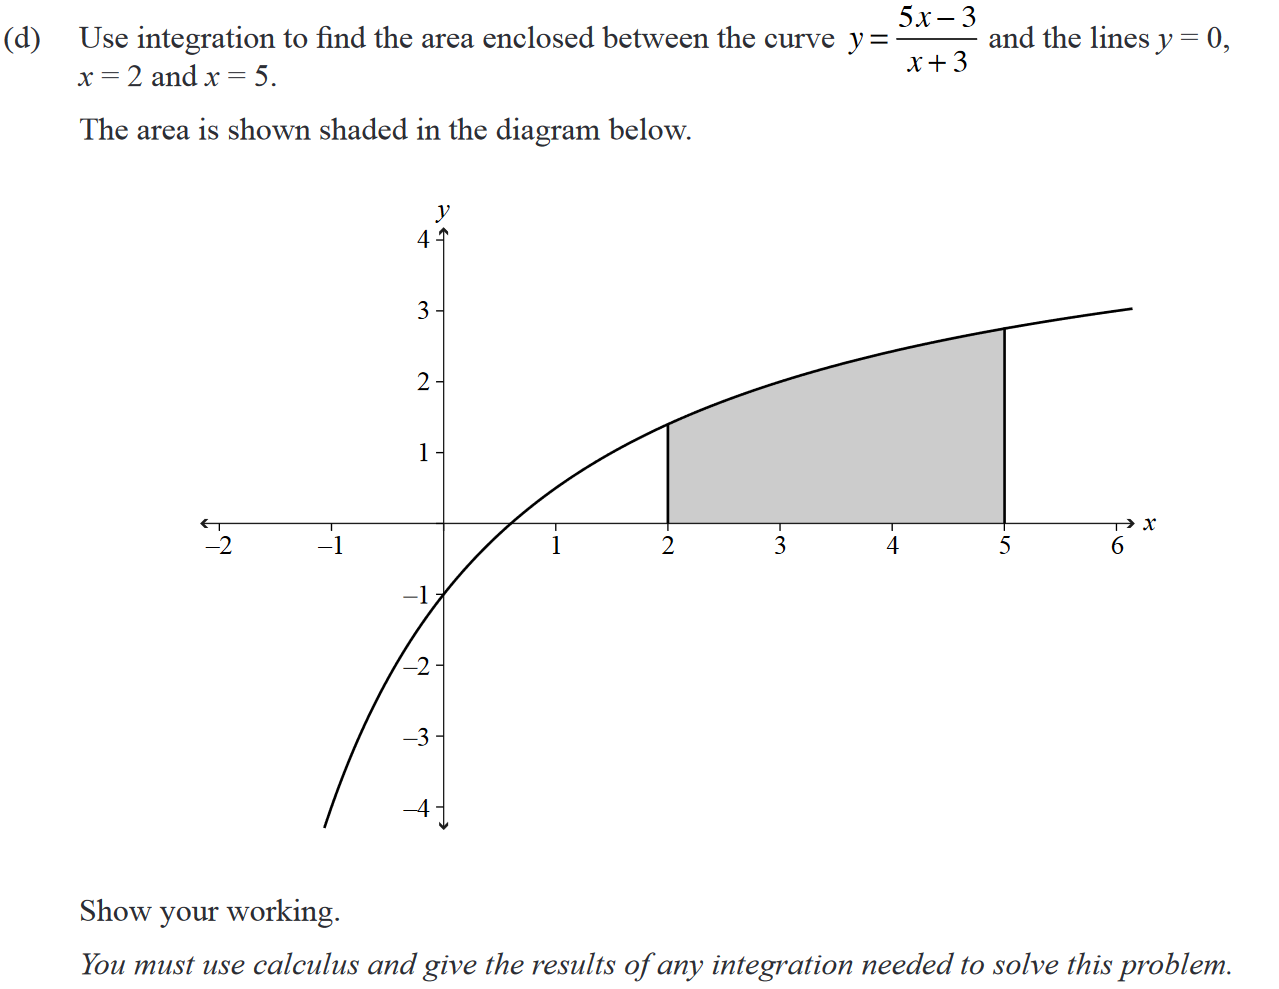 (d) Use integration to find the area enclosed between the curve y = (5x – 3)/(x + 3) and the lines y = 0,
x = 2 and x = 5.
The area is shown shaded in the diagram below.
y
4
3
2
1
–2 –1 1 2 3 4 5 6 x
–1
–2
–3
–4
Show your working.
You must use calculus and give the results of any integration needed to solve this problem.